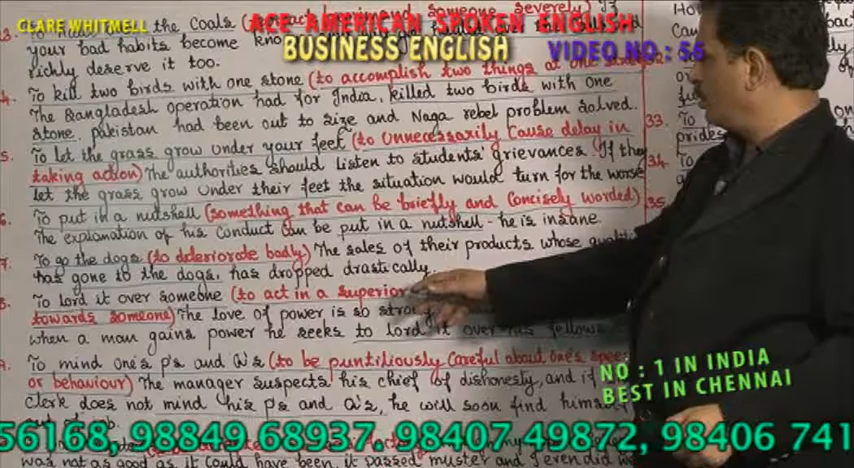 CLARE WHITMELL
ACE AMERICAN SPOKEN ENGLISH
BUSINESS ENGLISH VIDEO NO : 56
the Coals someone severely)
your bad habits become
richly deserve it too.
To kill two birds with one stone (to accomplish two things at one
The Bangladesh operation had for India, killed two birds with one
stone. Pakistan had been out to size and Naga rebel problem solved.
To let the grass grow under your feet (to unnecessarily cause delay in
taking action) The authorities should listen to students' grievances. If they
let the grass grow under their feet the situation would turn for the worse
To put in a nutshell (something that can be briefly and concisely worded)
The explanation of his conduct can be put in a nutshell - he is insane
To go the dogs (to deteriorate badly) The sales of their products whose
has gone to the dogs, has dropped drastically.
To lord it over someone (to act in a superior
towards someone) The love of power is so
when a man gains power he seeks to lord it over his fellows
To mind one's p's and Q's (to be puntiliously careful about one's
or behaviour) The manager suspects his chief of dishonesty, and if
Clerk does not mind his p's and Q's, he will soon find
was not as good as it could have been, it passed muster and I even did
33.
prides
34.
35.
NO : 1 IN INDIA
BEST IN CHENNAI
56168, 98849 68937, 98407 49872, 98406 741